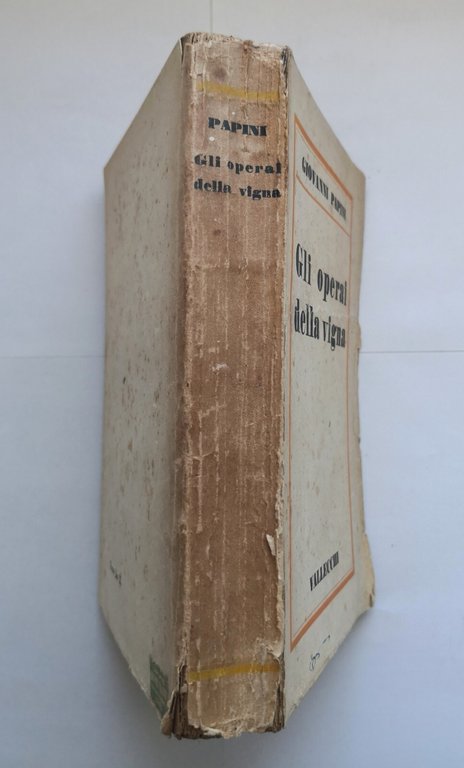 PAPINI
Gli operai
della vigna
GIOVANNI PAPINI
Gli operai
della vigna
VALLECCHI